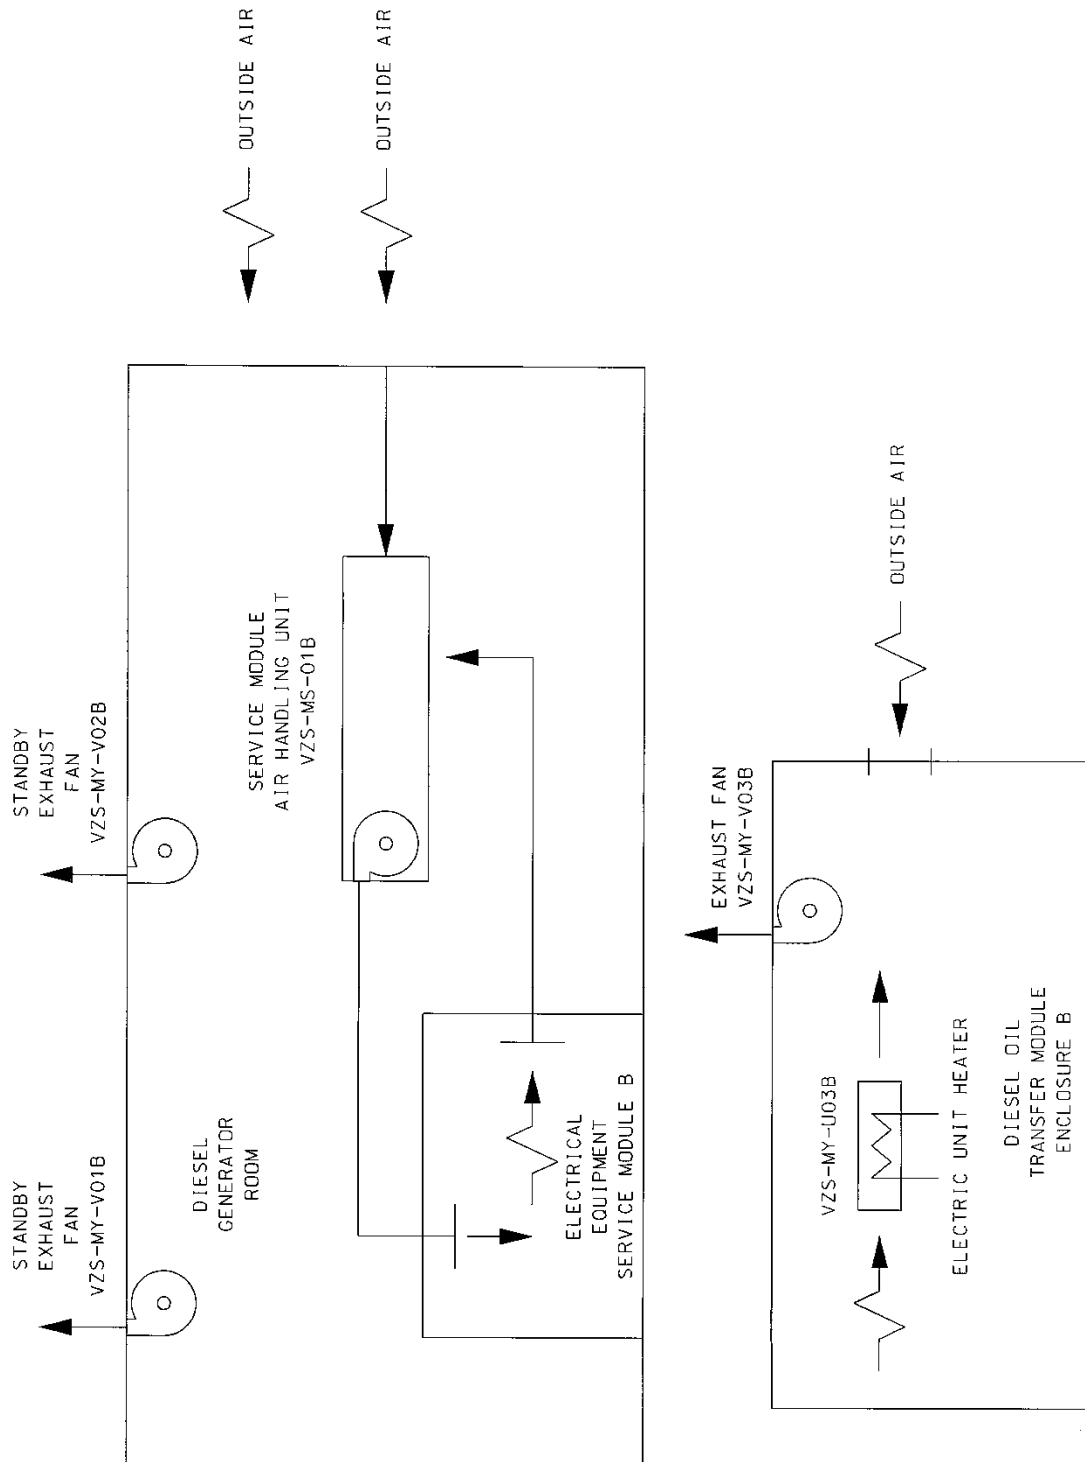 STANDBY
EXHAUST
FAN
VZS-MY-V01B
STANDBY
EXHAUST
FAN
VZS-MY-V02B
OUTSIDE AIR
DIESEL
GENERATOR
ROOM
SERVICE MODULE
AIR HANDLING UNIT
VZS-MS-01B
OUTSIDE AIR
ELECTRICAL
EQUIPMENT
SERVICE MODULE B
EXHAUST FAN
VZS-MY-V03B
VZS-MY-U03B
OUTSIDE AIR
ELECTRIC UNIT HEATER
DIESEL OIL
TRANSFER MODULE
ENCLOSURE B